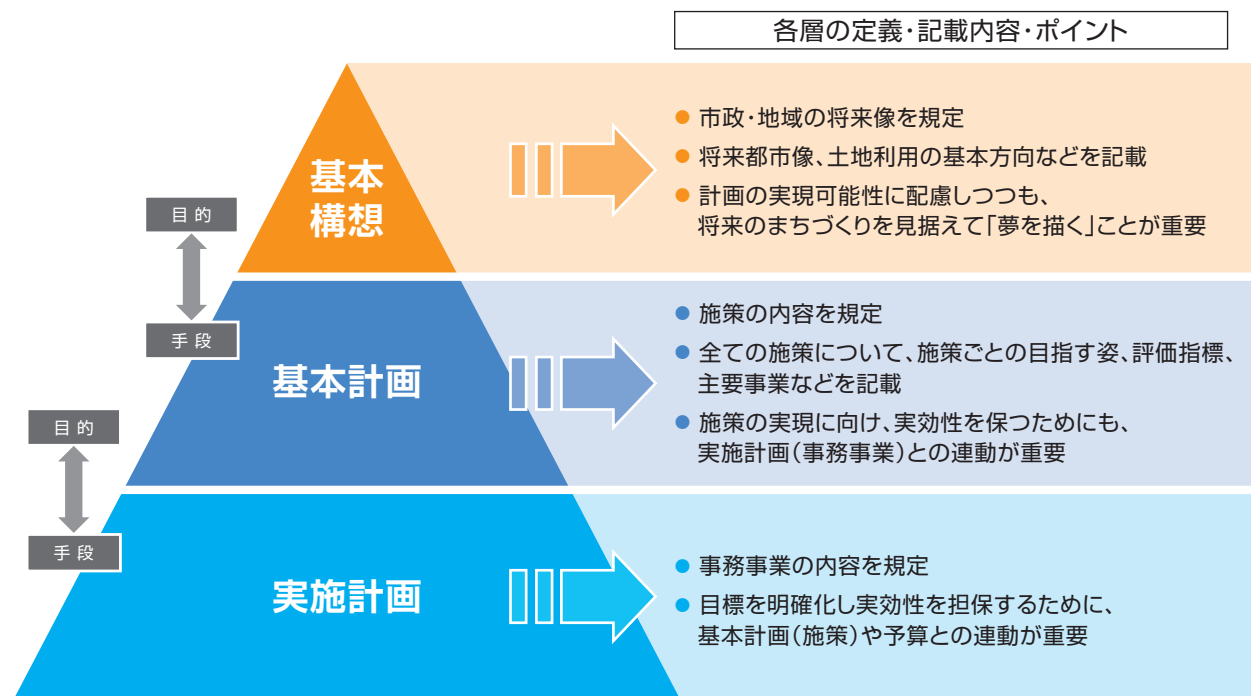 各層の定義・記載内容・ポイント
基本
構想
● 市政・地域の将来像を規定
● 将来都市像、土地利用の基本方向などを記載
● 計画の実現可能性に配慮しつつも、
将来のまちづくりを見据えて「夢を描く」ことが重要
目的
手段
基本計画
● 施策の内容を規定
● 全ての施策について、施策ごとの目指す姿、評価指標、
主要事業などを記載
● 施策の実現に向け、実効性を保つためにも、
実施計画（事務事業）との連動が重要
目的
手段
実施計画
● 事務事業の内容を規定
● 目標を明確化し実効性を担保するために、
基本計画（施策）や予算との連動が重要